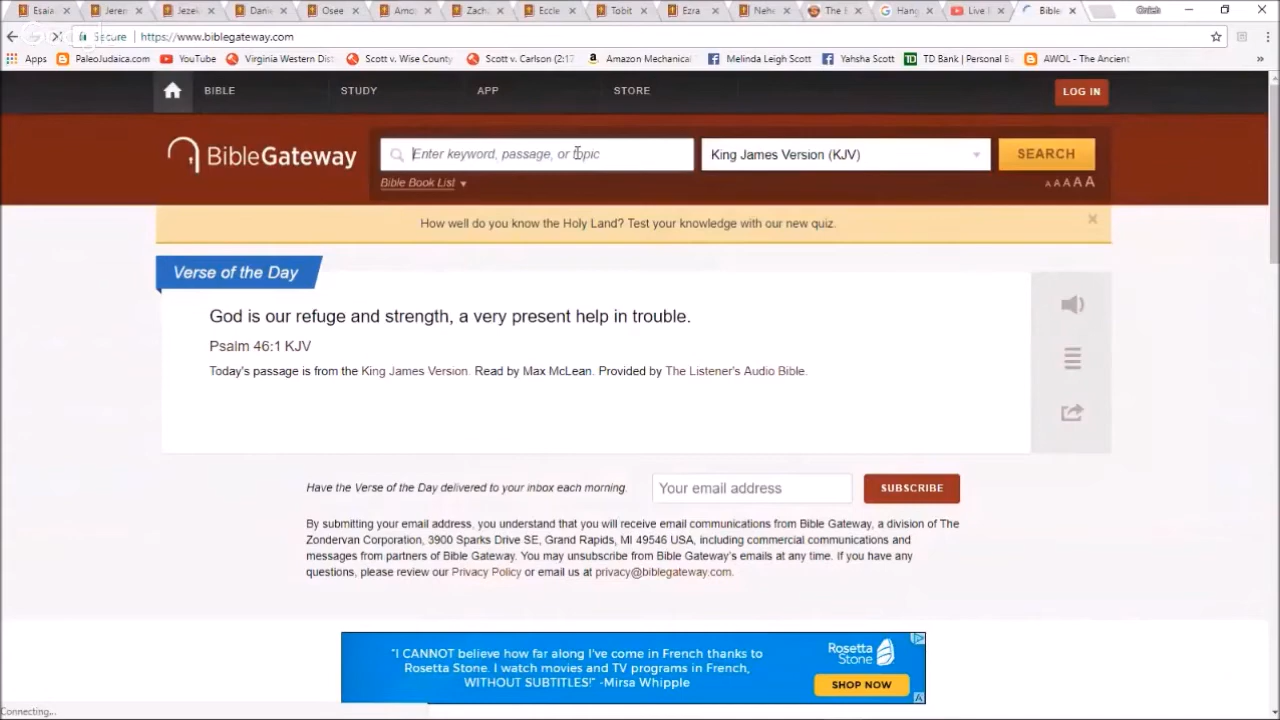 Esaia
Jerem
Jezek
Danie
Osee
Amos
Zacha
Eccle
Tobit
Ezra
Nehe
The B
Hang
Live
Bible
Secure
https://www.biblegateway.com
Apps
PaleoJudaica.com
YouTube
Virginia Western Dist
Scott v. Wise County
Scott v. Carlson (2:17
Amazon Mechanical
Melinda Leigh Scott
Yahsha Scott
TD Bank | Personal B
AWOL - The Ancient
»
BIBLE
STUDY
APP
STORE
LOG IN
BibleGateway
Enter keyword, passage, or topic
King James Version (KJV)
SEARCH
Bible Book List
A A A A A
How well do you know the Holy Land? Test your knowledge with our new quiz.
Verse of the Day
God is our refuge and strength, a very present help in trouble.
Psalm 46:1 KJV
Today's passage is from the King James Version. Read by Max McLean. Provided by The Listener's Audio Bible.
Have the Verse of the Day delivered to your inbox each morning.
Your email address
SUBSCRIBE
By submitting your email address, you understand that you will receive email communications from Bible Gateway, a division of The
Zondervan Corporation, 3900 Sparks Drive SE, Grand Rapids, MI 49546 USA, including commercial communications and
messages from partners of Bible Gateway. You may unsubscribe from Bible Gateway's emails at any time. If you have any
questions, please review our Privacy Policy or email us at privacy@biblegateway.com.
"I CANNOT believe how far along I've come in French thanks to
Rosetta Stone. I watch movies and TV programs in French,
WITHOUT SUBTITLES!" -Mirsa Whipple
Rosetta
Stone
SHOP NOW
Connecting...